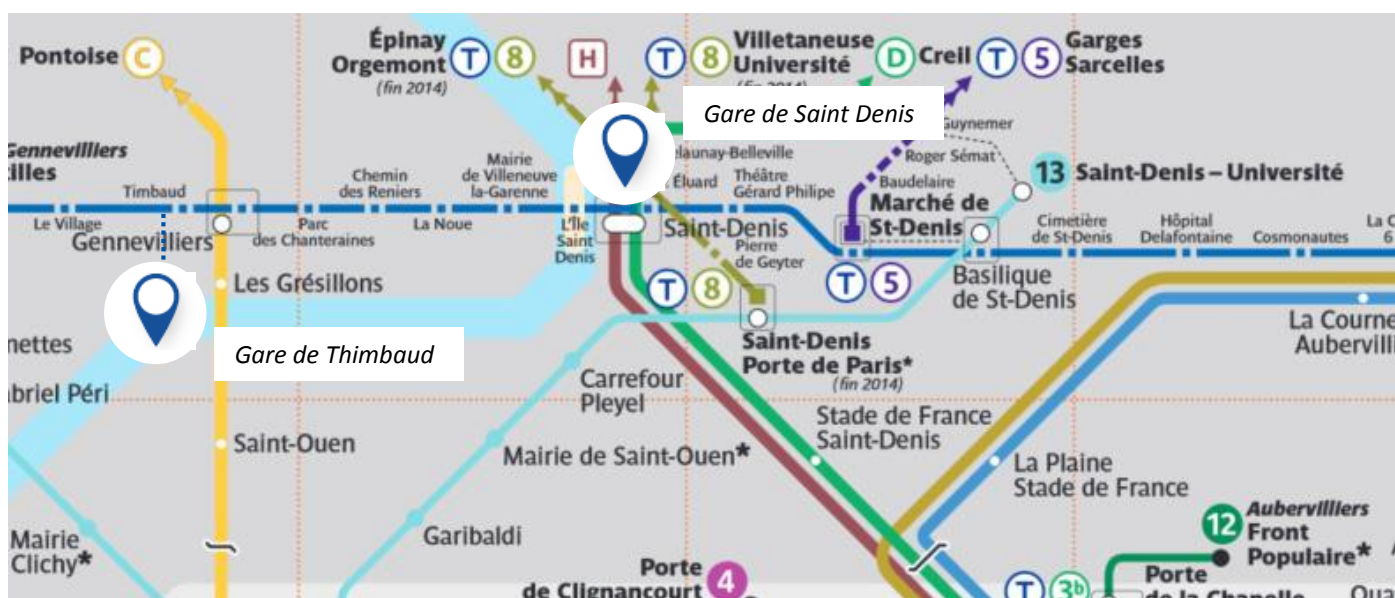 Pontoise C
Épinay
Orgemont
(fin 2014)
T 8
H
T 8
Villetaneuse
Université
D Creil
T 5
Garges
Sarcelles
Gare de Saint Denis
Guynemer
Roger Sémat
13 Saint-Denis – Université
Gennevilliers
Timbaud
Chemin
des Reniers
Mairie
de Villeneuve
la-Garenne
Éluard
Théâtre
Gérard Philipe
Baudelaire
Marché de
St-Denis
Le Village
Gennevilliers
Parc
des Chanteraines
La Noue
L'Île
Saint
Denis
Saint-Denis
Pierre
de Geyter
Cimetière
de St-Denis
Hôpital
Delafontaine
Cosmonautes
La C
6
Les Grésillons
T 8
T 5
Basilique
de St-Denis
Gare de Thimbaud
Saint-Denis
Porte de Paris*
(fin 2014)
La Courne
Aubervilli
nettes
briel Péri
Carrefour
Pleyel
Saint-Ouen
Mairie de Saint-Ouen*
Stade de France
Saint-Denis
La Plaine
Stade de France
Garibaldi
Mairie
Clichy*
Porte
de Clignancourt 4
12 Aubervilliers
Front
Populaire*
T 3b
Porte
de la Chapelle